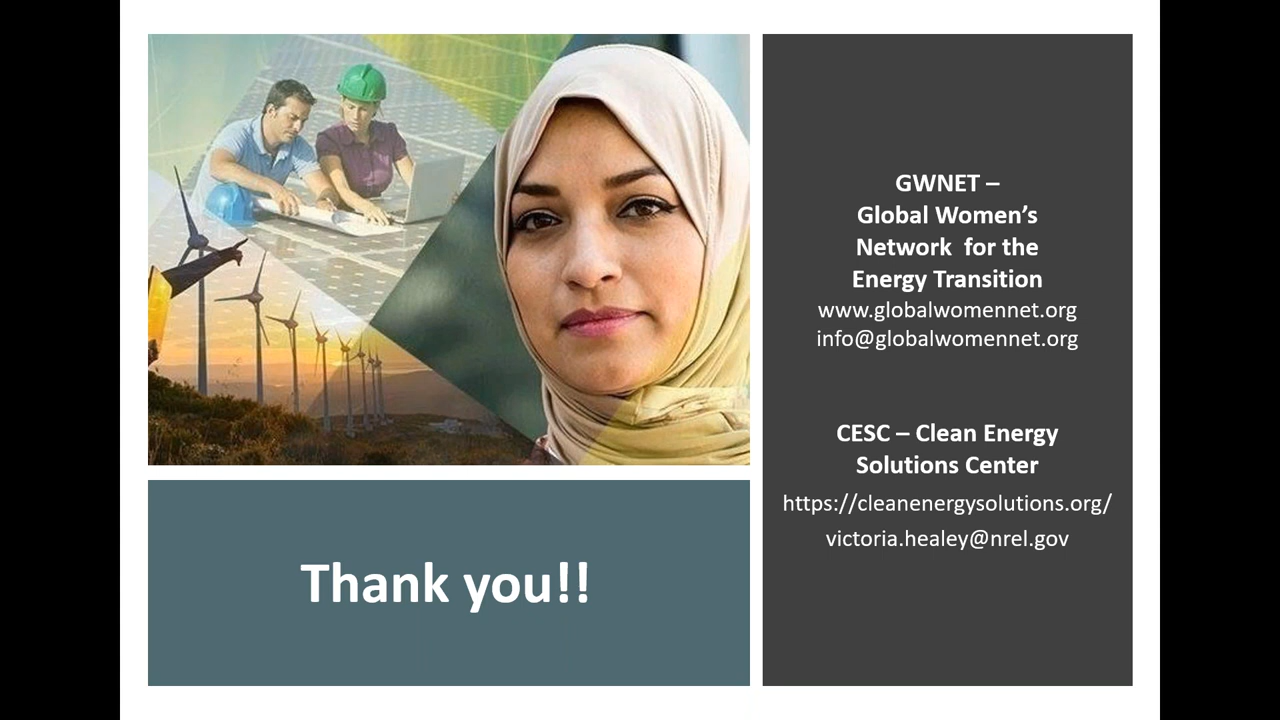 GWNET –
Global Women’s
Network  for the
Energy Transition
www.globalwomennet.org
info@globalwomennet.org
CESC – Clean Energy
Solutions Center
https://cleanenergysolutions.org/
victoria.healey@nrel.gov
Thank you!!